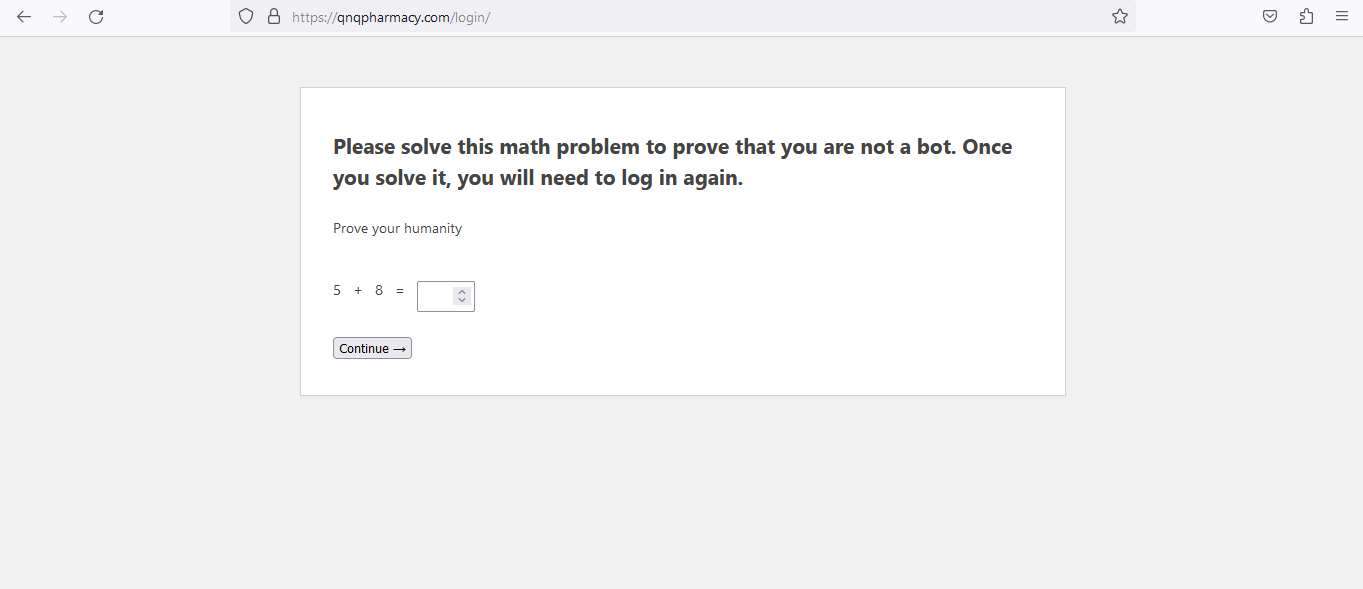 https://qnqpharmacy.com/login/
Please solve this math problem to prove that you are not a bot. Once
you solve it, you will need to log in again.
Prove your humanity
5 + 8 =
Continue →